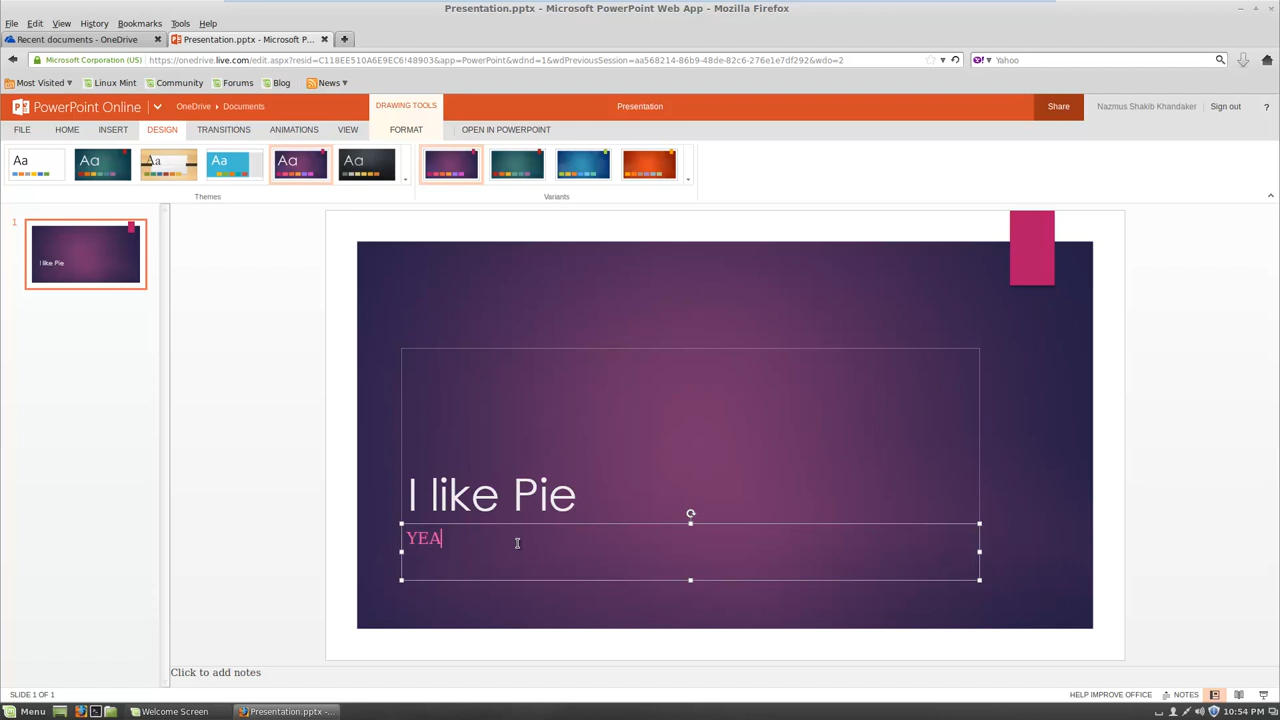 Presentation.pptx - Microsoft PowerPoint Web App - Mozilla Firefox
File Edit View History Bookmarks Tools Help
Recent documents - OneDrive
Presentation.pptx - Microsoft P...
Microsoft Corporation (US)
https://onedrive.live.com/edit.aspx?resid=C118EE510A6E9EC6!48903&app=PowerPoint&wdnd=1&wdPreviousSession=aa568214-86b9-48de-82c6-276e1e7df292&wdo=2
Yahoo
Most Visited Linux Mint Community Forums Blog News
PowerPoint Online
OneDrive Documents
DRAWING TOOLS
Presentation
Share
Nazmus Shakib Khandaker
Sign out
?
FILE HOME INSERT DESIGN TRANSITIONS ANIMATIONS VIEW FORMAT OPEN IN POWERPOINT
Aa Aa Aa Aa Aa Aa
Themes
Variants
1
I like Pie
I like Pie
YEA
Click to add notes
SLIDE 1 OF 1
HELP IMPROVE OFFICE
NOTES
Menu
Welcome Screen
Presentation.pptx -...
10:54 PM